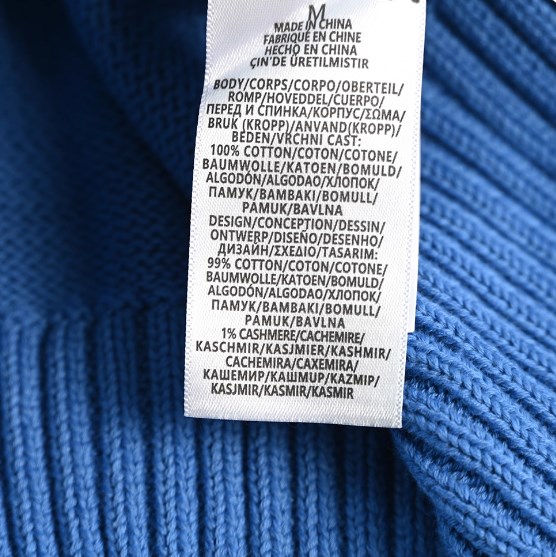 M
MADE IN CHINA
FABRIQUÉ EN CHINE
HECHO EN CHINA
ÇIN'DE ÜRETILMISTIR
BODY/CORPS/CORPO/OBERTEIL/
ROMP/HOVEDDEL/CUERPO/
ПЕРЕД И СПИНКА/КОРПУС/ΣΩΜΑ/
BRUK (KROPP)/ANVAND(KROPP)/
BEDEN/VRCHNI CAST:
100% COTTON/COTON/COTONE/
BAUMWOLLE/KATOEN/BOMULD/
ALGODÓN/ALGODAO/ХЛОПОК/
ПАМУК/BAMBAKI/BOMULL/
PAMUK/BAVLNA
DESIGN/CONCEPTION/DESSIN/
ONTWERP/DISEÑO/DESENHO/
ДИЗАЙН/ΣΧΕΔΙΟ/TASARIM:
99% COTTON/COTON/COTONE/
BAUMWOLLE/KATOEN/BOMULD/
ALGODÓN/ALGODAO/ХЛОПОК/
ПАМУК/BAMBAKI/BOMULL/
PAMUK/BAVLNA
1% CASHMERE/CACHEMIRE/
KASCHMIR/KASJMIER/KASHMIR/
CACHEMIRA/CAXEMIRA/
КАШЕМИР/КАШМИР/KAZMIP/
KASJMIR/KASMIR/KASMIR